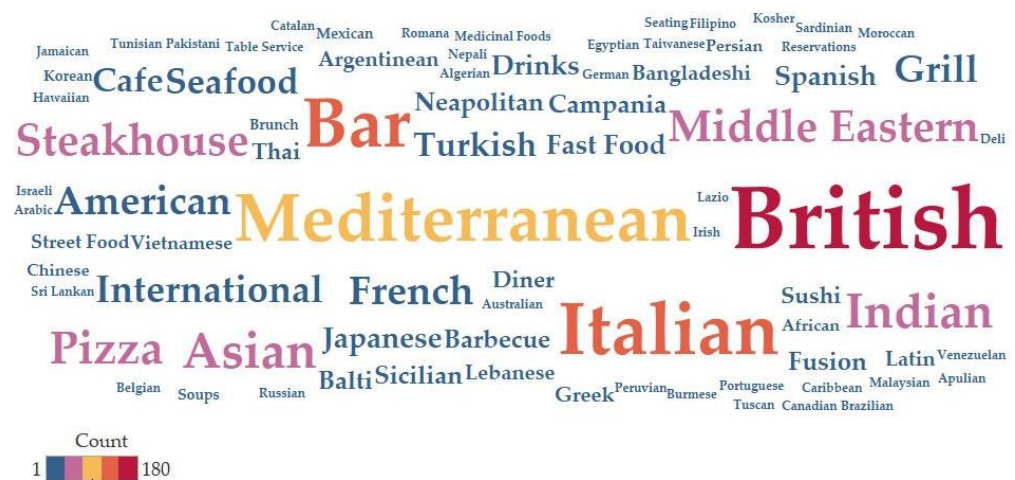 Catalan Mexican Romana Medicinal Foods Seating Filipino Kosher Sardinian Moroccan
Jamaican Tunisian Pakistani Table Service Argentinean Nepali Egyptian Taiwanese Persian Reservations
Korean Cafe Seafood Algerian Drinks German Bangladeshi Spanish Grill
Hawaiian Bar Neapolitan Campania
Steakhouse Brunch Turkish Fast Food Middle Eastern Deli
Thai
Israeli American Mediterranean Lazio British
Arabic Irish
Street Food Vietnamese
Chinese International French Diner
Sri Lankan Australian Italian Sushi Indian
Pizza Asian Japanese Barbecue African
Balti Sicilian Lebanese Fusion Latin Venezuelan
Belgian Soups Russian Greek Peruvian Burmese Portuguese Caribbean Malaysian Apulian
Tuscan Canadian Brazilian
Count
1 180